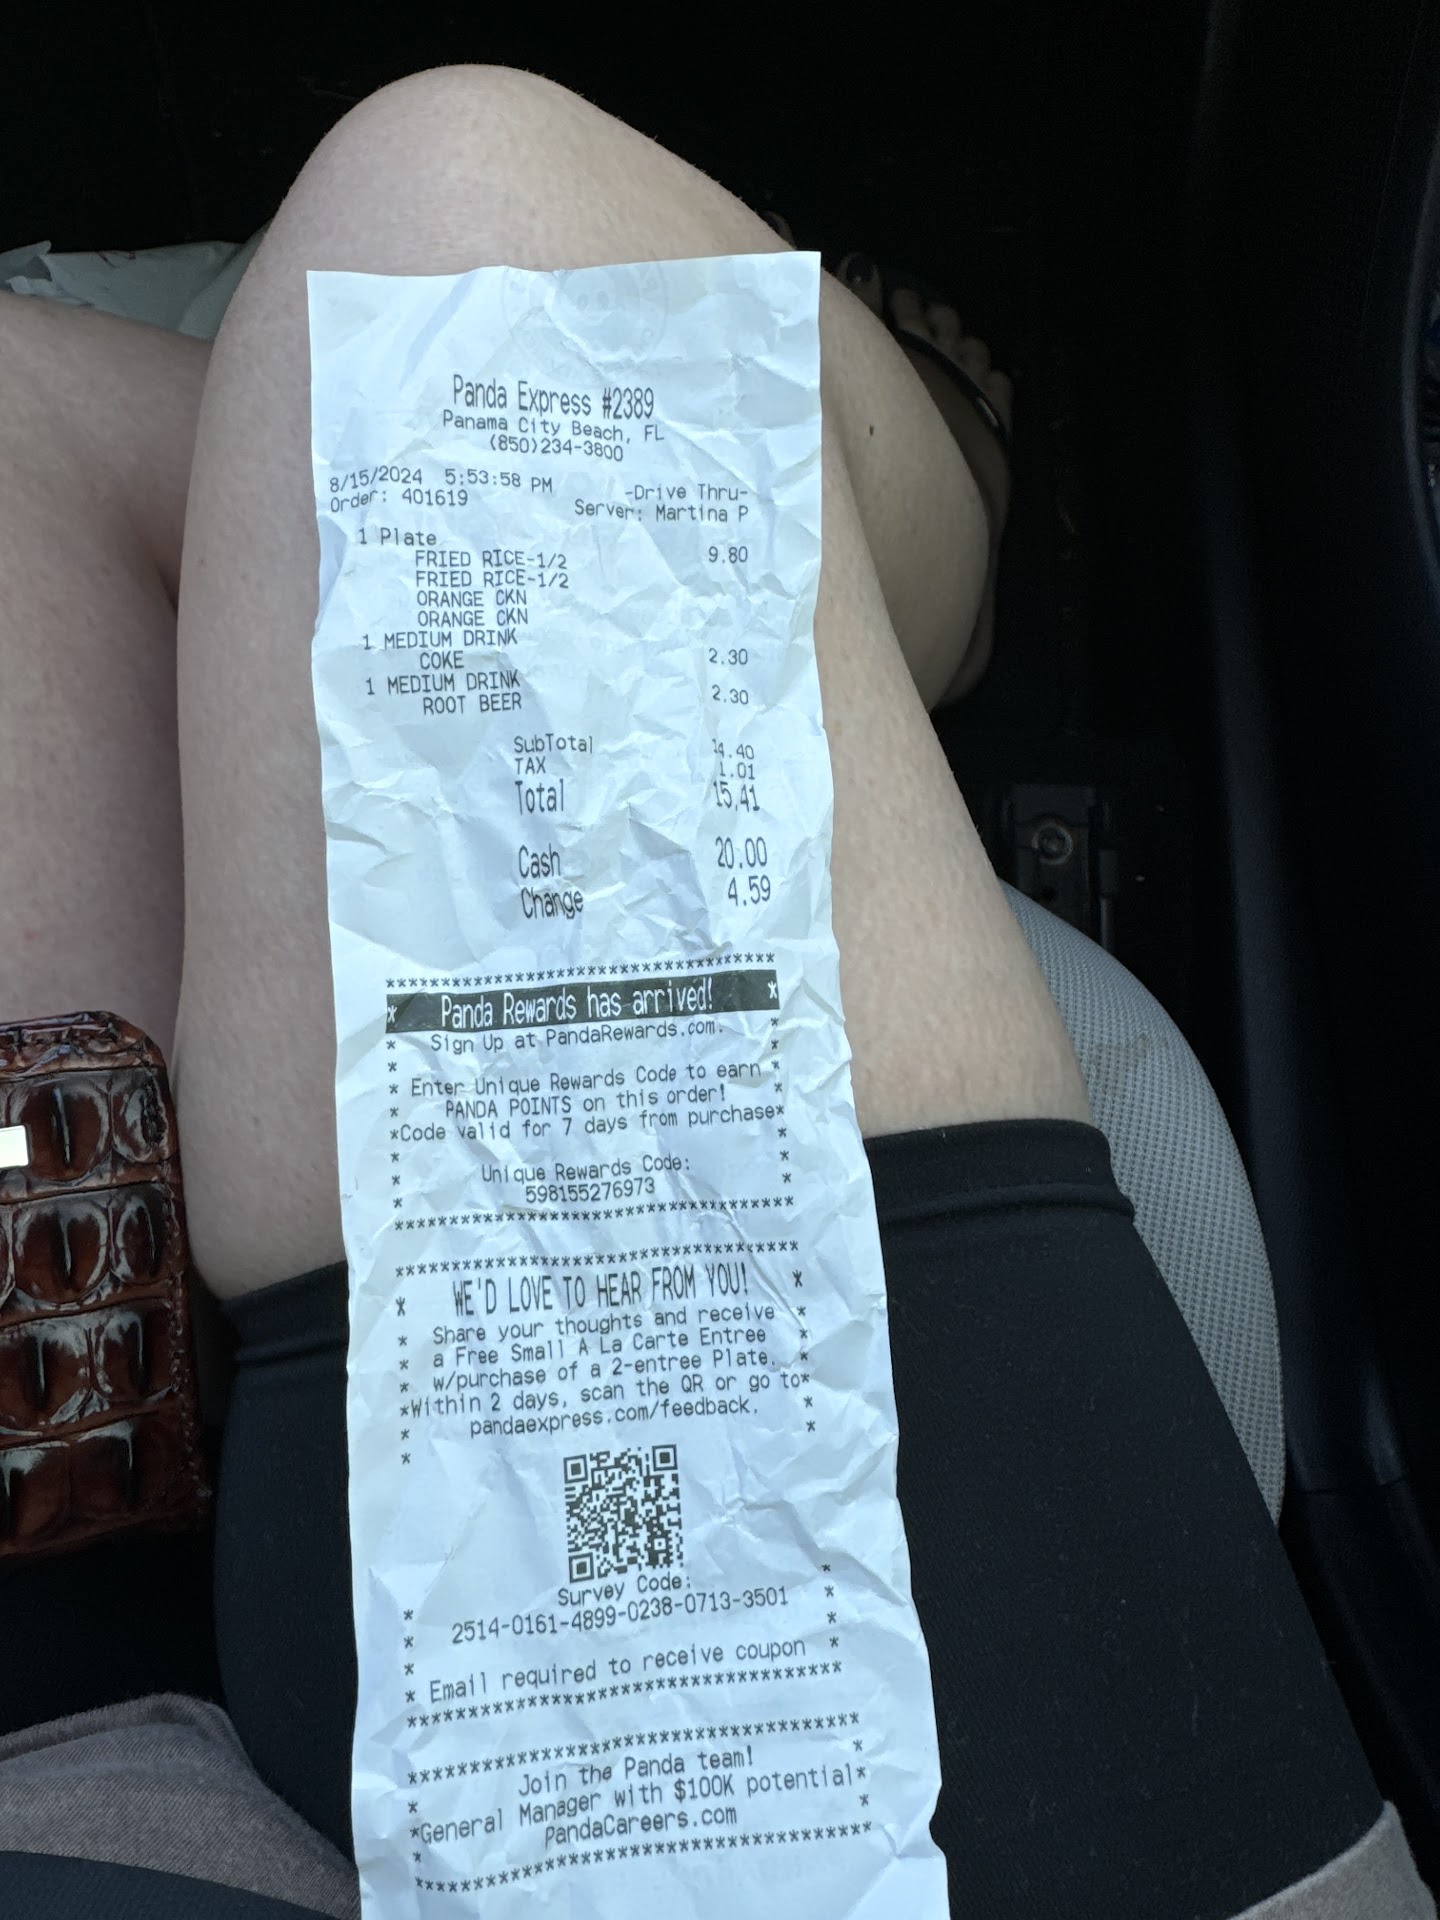 Panda Express #2389
Panama City Beach, FL
(850)234-3800
8/15/2024 5:53:58 PM
Order: 401619 -Drive Thru-
Server: Martina P
1 Plate 9.80
FRIED RICE-1/2
FRIED RICE-1/2
ORANGE CKN
ORANGE CKN
1 MEDIUM DRINK 2.30
COKE
1 MEDIUM DRINK 2.30
ROOT BEER
SubTotal 14.40
TAX 1.01
Total 15.41
Cash 20.00
Change 4.59
****************************************
* Panda Rewards has arrived! *
* Sign Up at PandaRewards.com. *
* *
* Enter Unique Rewards Code to earn *
* PANDA POINTS on this order! *
*Code valid for 7 days from purchase*
* *
* Unique Rewards Code: *
* 598155276973 *
****************************************
****************************************
* WE'D LOVE TO HEAR FROM YOU! *
* Share your thoughts and receive *
* a Free Small A La Carte Entree *
* w/purchase of a 2-entree Plate. *
*Within 2 days, scan the QR or go to*
* pandaexpress.com/feedback. *
* *
Survey Code: *
* 2514-0161-4899-0238-0713-3501 *
* *
* Email required to receive coupon *
****************************************
****************************************
* Join the Panda team! *
*General Manager with $100K potential*
* PandaCareers.com *
****************************************